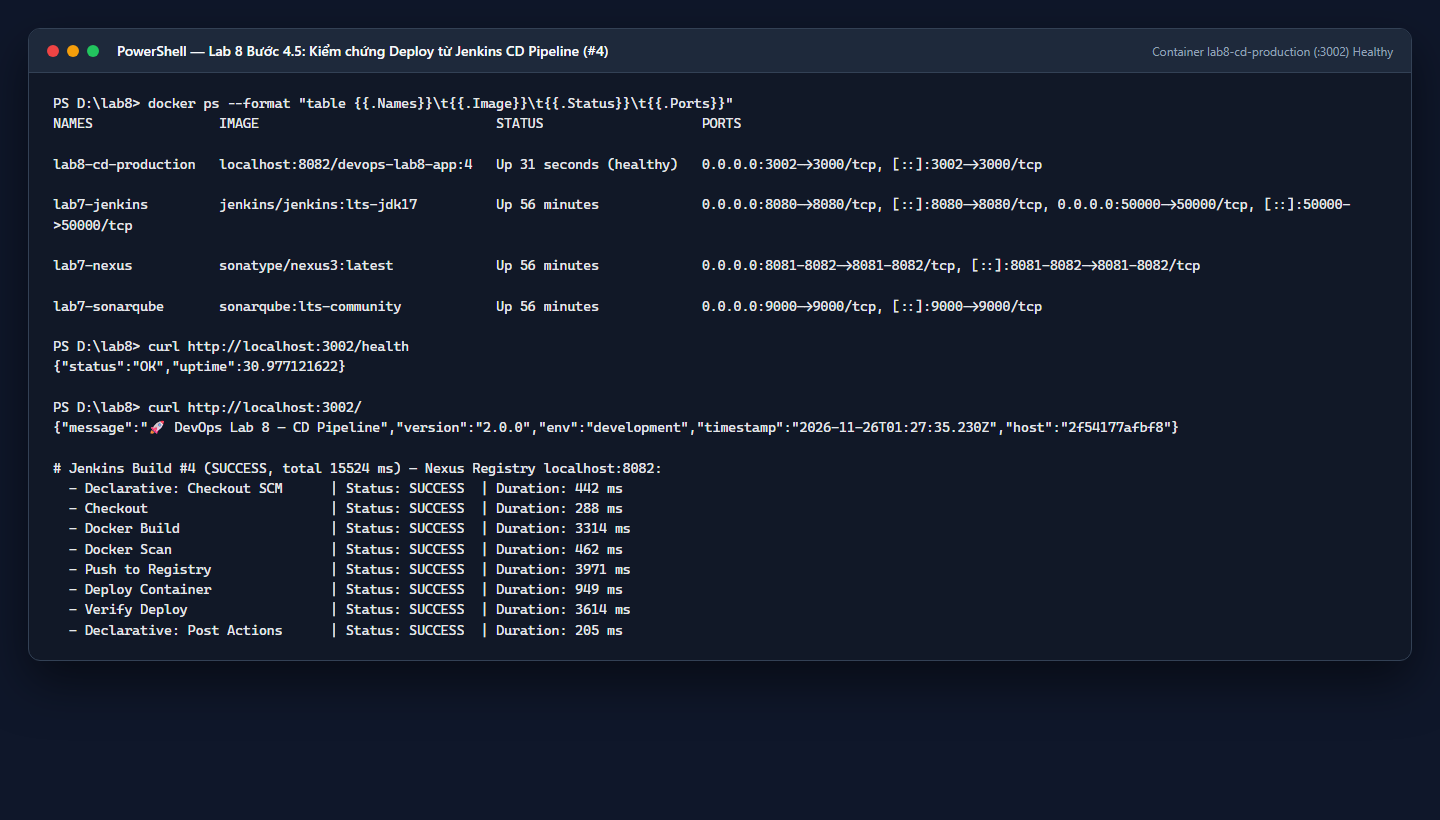 PowerShell — Lab 8 Bước 4.5: Kiểm chứng Deploy từ Jenkins CD Pipeline (#4)
Container lab8-cd-production (:3002) Healthy
PS D:\lab8> docker ps --format "table {{.Names}}\t{{.Image}}\t{{.Status}}\t{{.Ports}}"
NAMES IMAGE STATUS PORTS
lab8-cd-production localhost:8082/devops-lab8-app:4 Up 31 seconds (healthy) 0.0.0.0:3002->3000/tcp, [::]:3002->3000/tcp
lab7-jenkins jenkins/jenkins:lts-jdk17 Up 56 minutes 0.0.0.0:8080->8080/tcp, [::]:8080->8080/tcp, 0.0.0.0:50000->50000/tcp, [::]:50000-
>50000/tcp
lab7-nexus sonatype/nexus3:latest Up 56 minutes 0.0.0.0:8081-8082->8081-8082/tcp, [::]:8081-8082->8081-8082/tcp
lab7-sonarqube sonarqube:lts-community Up 56 minutes 0.0.0.0:9000->9000/tcp, [::]:9000->9000/tcp
PS D:\lab8> curl http://localhost:3002/health
{"status":"OK","uptime":30.977121622}
PS D:\lab8> curl http://localhost:3002/
{"message":"🚀 DevOps Lab 8 — CD Pipeline","version":"2.0.0","env":"development","timestamp":"2026-11-26T01:27:35.230Z","host":"2f54177afbf8"}
# Jenkins Build #4 (SUCCESS, total 15524 ms) — Nexus Registry localhost:8082:
- Declarative: Checkout SCM | Status: SUCCESS | Duration: 442 ms
- Checkout | Status: SUCCESS | Duration: 288 ms
- Docker Build | Status: SUCCESS | Duration: 3314 ms
- Docker Scan | Status: SUCCESS | Duration: 462 ms
- Push to Registry | Status: SUCCESS | Duration: 3971 ms
- Deploy Container | Status: SUCCESS | Duration: 949 ms
- Verify Deploy | Status: SUCCESS | Duration: 3614 ms
- Declarative: Post Actions | Status: SUCCESS | Duration: 205 ms